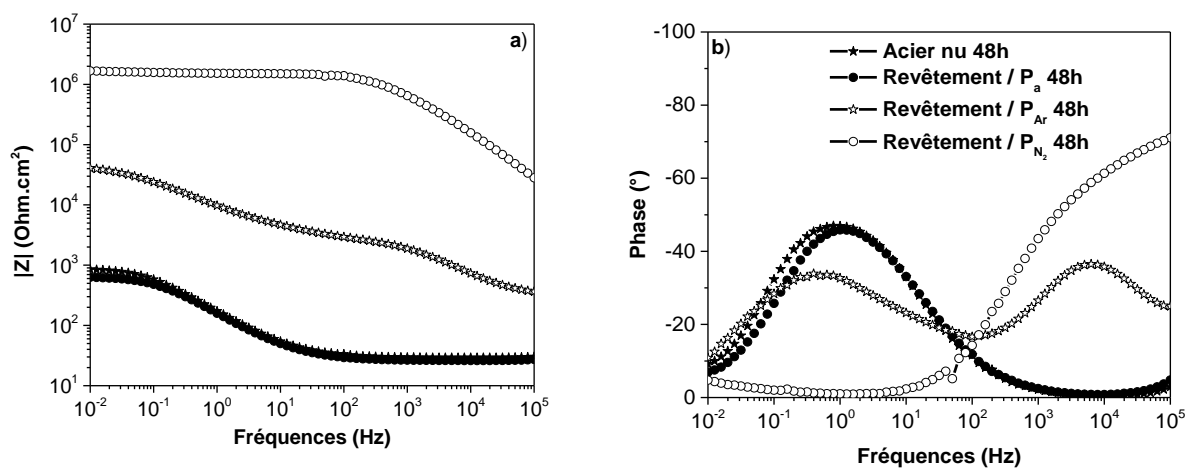 a)
10^7
10^6
10^5
10^4
10^3
10^2
10^1
|Z| (Ohm.cm²)
10^-2 10^-1 10^0 10^1 10^2 10^3 10^4 10^5
Fréquences (Hz)
b)
-100
-80
-60
-40
-20
0
Phase (°)
Acier nu 48h
Revêtement / P_a 48h
Revêtement / P_Ar 48h
Revêtement / P_N₂ 48h
10^-2 10^-1 10^0 10^1 10^2 10^3 10^4 10^5
Fréquences (Hz)